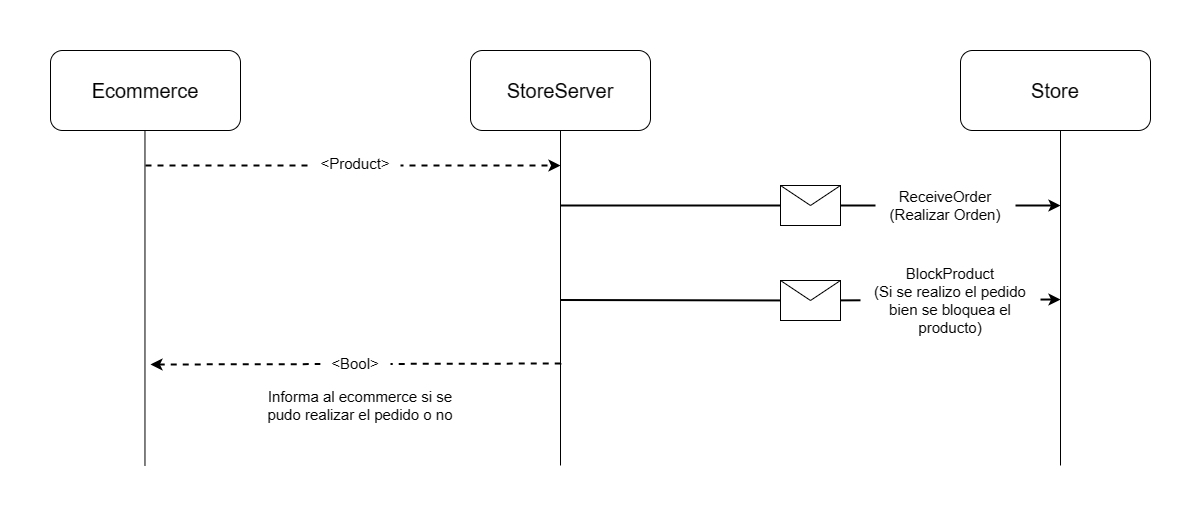 Ecommerce
StoreServer
Store
<Product>
ReceiveOrder
(Realizar Orden)
BlockProduct
(Si se realizo el pedido
bien se bloquea el
producto)
<Bool>
Informa al ecommerce si se
pudo realizar el pedido o no